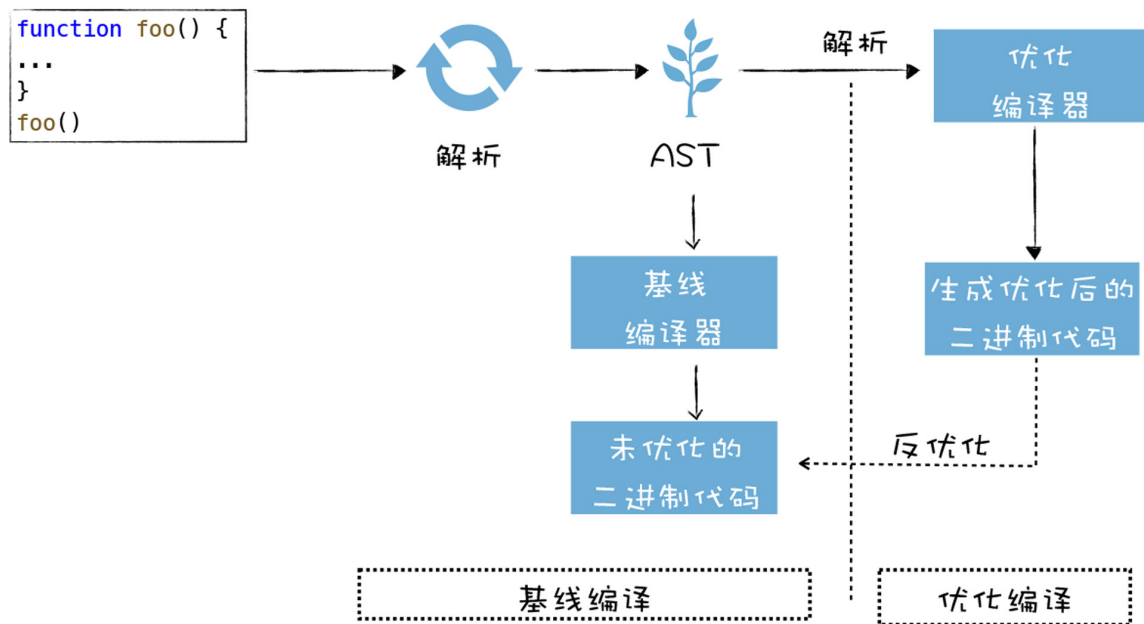 function foo() {
...
}
foo()
解析
AST
解析
优化
编译器
基线
编译器
生成优化后的
二进制代码
未优化的
二进制代码
反优化
基线编译
优化编译